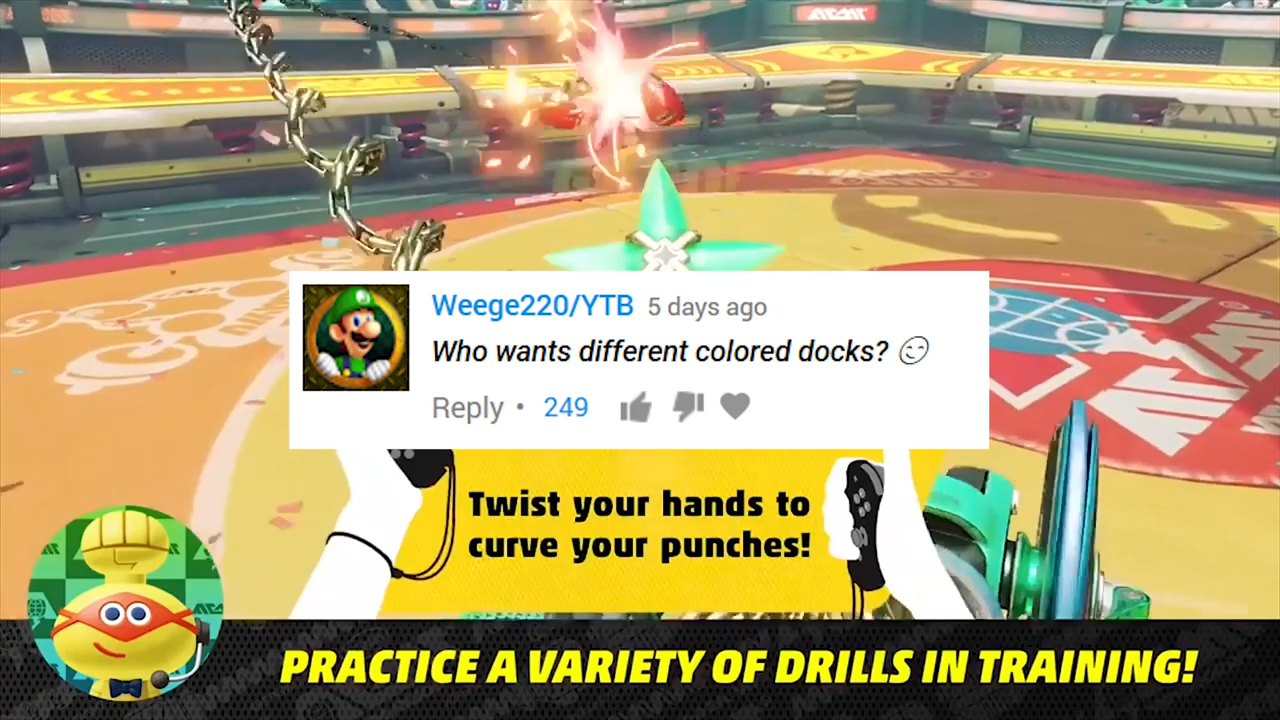 ARMS
Weege220/YTB 5 days ago
Who wants different colored docks? 😊
Reply • 249
Twist your hands to
curve your punches!
PRACTICE A VARIETY OF DRILLS IN TRAINING!